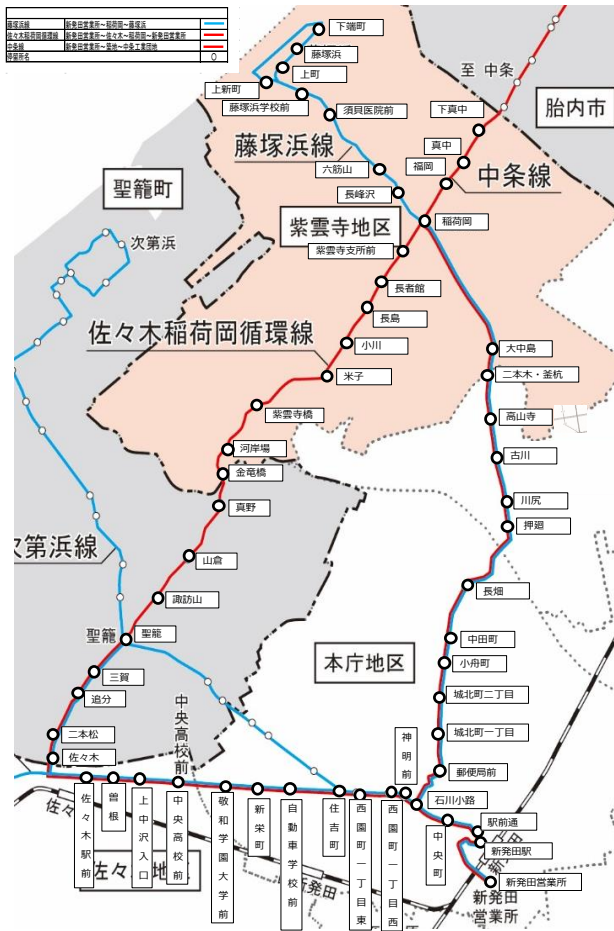 藤塚浜線 新発田営業所～稲荷岡～藤塚浜
佐々木稲荷岡循環線 新発田営業所～佐々木～稲荷岡～新発田営業所
中条線 新発田営業所～築地～中条工業団地
停留所名
下端町
藤塚浜
上町
上新町
藤塚浜学校前
須貝医院前
至 中条
胎内市
下真中
真中
福岡
藤塚浜線
中条線
六筋山
長峰沢
聖籠町
次第浜
紫雲寺地区
稲荷岡
紫雲寺支所前
長者館
長島
小川
佐々木稲荷岡循環線
米子
大中島
二本木・釜杭
高山寺
古川
川尻
押廻
紫雲寺橋
河岸場
金竜橋
真野
山倉
諏訪山
次第浜線
聖籠
聖籠
長畑
中田町
小舟町
本庁地区
三賀
追分
二本松
佐々木
中央高校前
城北町二丁目
城北町一丁目
神明前
郵便局前
石川小路
駅前通
新発田駅
新発田営業所
新発田
営業所
佐々木駅前
曽根
上中沢入口
中央高校前
敬和学園大学前
新栄町
自動車学校前
住吉町
西園町一丁目東
西園町一丁目西
中央町
新発田